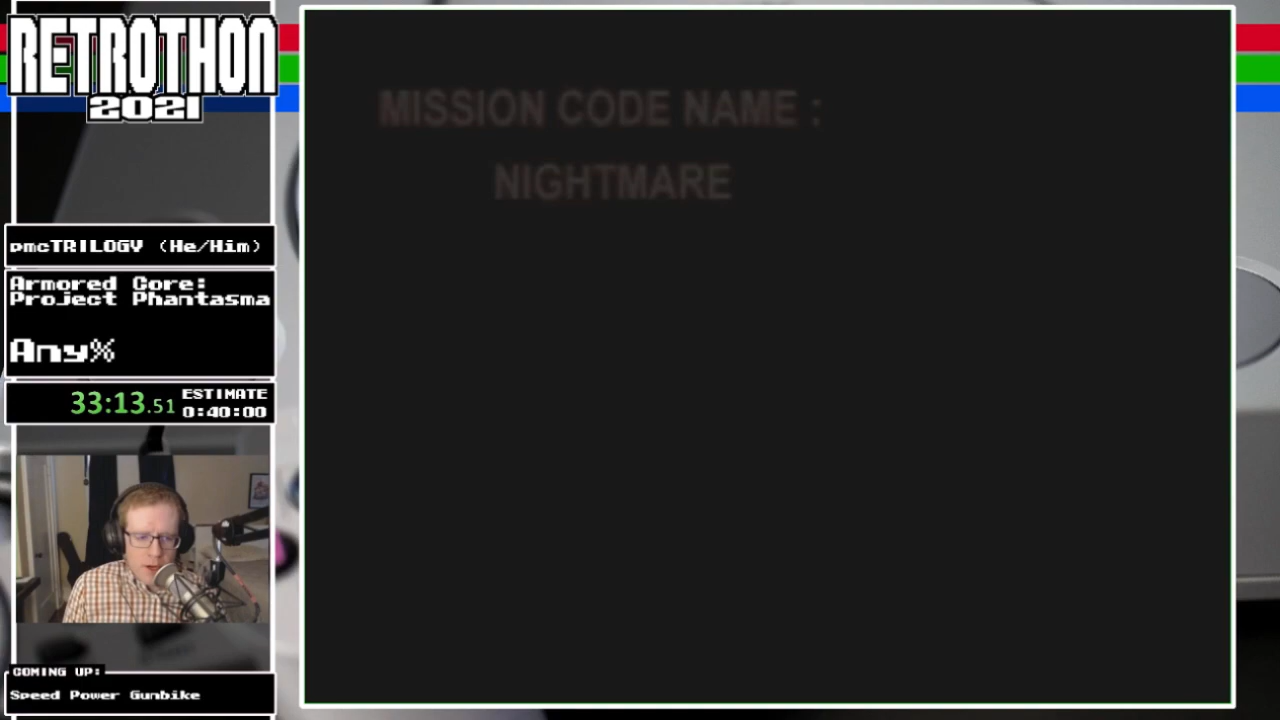 RETROTHON
2021
pmcTRILOGY (He/Him)
Armored Core:
Project Phantasma
Any%
33:13.51
ESTIMATE
0:40:00
COMING UP:
Speed Power Gunbike
MISSION CODE NAME :
NIGHTMARE